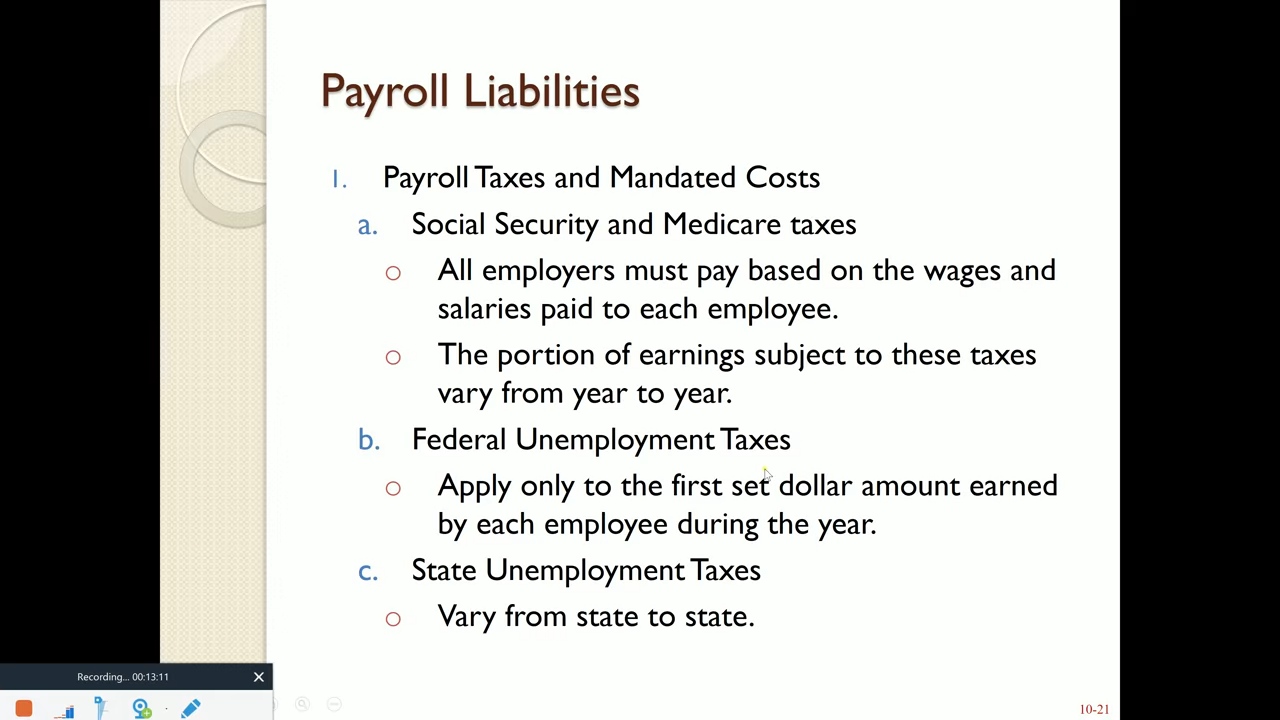 Payroll Liabilities
1. Payroll Taxes and Mandated Costs
a. Social Security and Medicare taxes
o All employers must pay based on the wages and
salaries paid to each employee.
o The portion of earnings subject to these taxes
vary from year to year.
b. Federal Unemployment Taxes
o Apply only to the first set dollar amount earned
by each employee during the year.
c. State Unemployment Taxes
o Vary from state to state.
Recording... 00:13:11
10-21